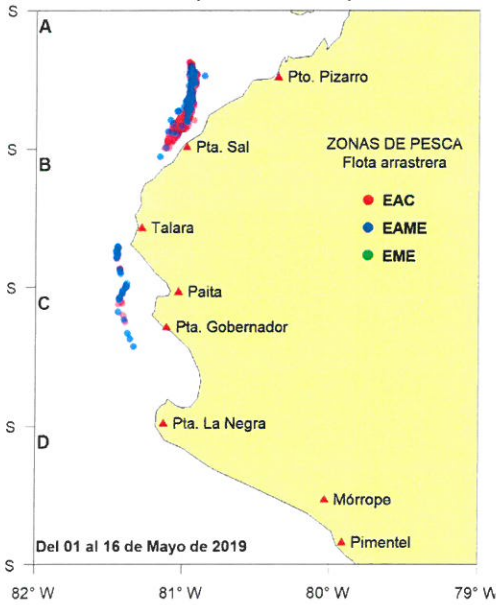 S
A
Pto. Pizarro
ZONAS DE PESCA
Flota arrastrera
S
Pta. Sal
B
EAC
Talara
EAME
EME
S
Paita
C
Pta. Gobernador
S
Pta. La Negra
D
Mórrope
Pimentel
Del 01 al 16 de Mayo de 2019
S
82° W
81° W
80° W
79° W